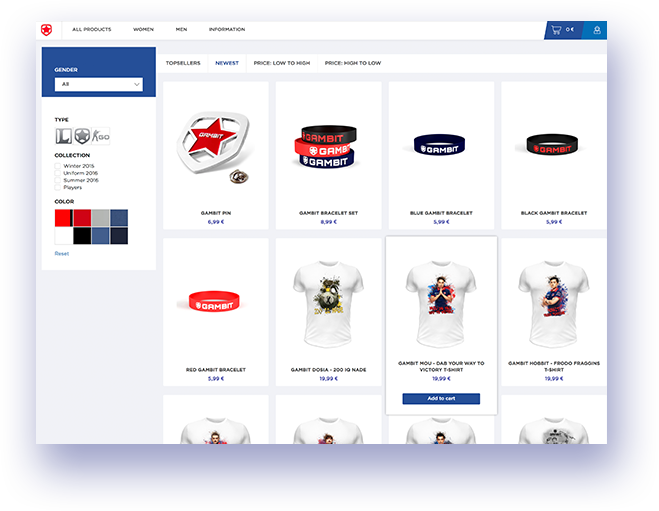 ALL PRODUCTS WOMEN MEN INFORMATION
0 €
GENDER
All
TOPSELLERS NEWEST PRICE: LOW TO HIGH PRICE: HIGH TO LOW
TYPE
L GO
COLLECTION
Winter 2015
Uniform 2016
Summer 2016
Players
COLOR
Reset
GAMBIT
GAMBIT
GAMBIT
GAMBIT
GAMBIT
GAMBIT
GAMBIT PIN
6,99 €
GAMBIT BRACELET SET
8,99 €
BLUE GAMBIT BRACELET
5,99 €
BLACK GAMBIT BRACELET
5,99 €
GAMBIT
RED GAMBIT BRACELET
5,99 €
GAMBIT DOSIA - 200 IQ NADE
19,99 €
GAMBIT MOU - DAB YOUR WAY TO
VICTORY T-SHIRT
19,99 €
Add to cart
GAMBIT HOBBIT - FRODO FRAGGINS
T-SHIRT
19,99 €